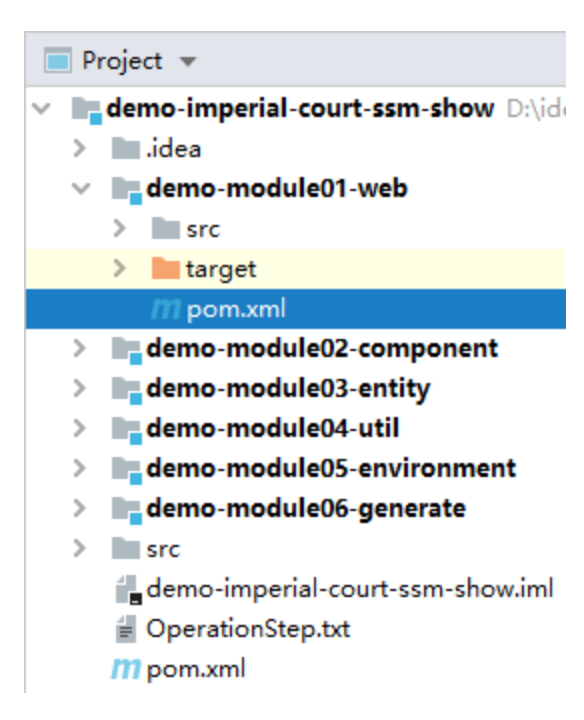 Project
demo-imperial-court-ssm-show D:\ide
.idea
demo-module01-web
src
target
pom.xml
demo-module02-component
demo-module03-entity
demo-module04-util
demo-module05-environment
demo-module06-generate
src
demo-imperial-court-ssm-show.iml
OperationStep.txt
pom.xml